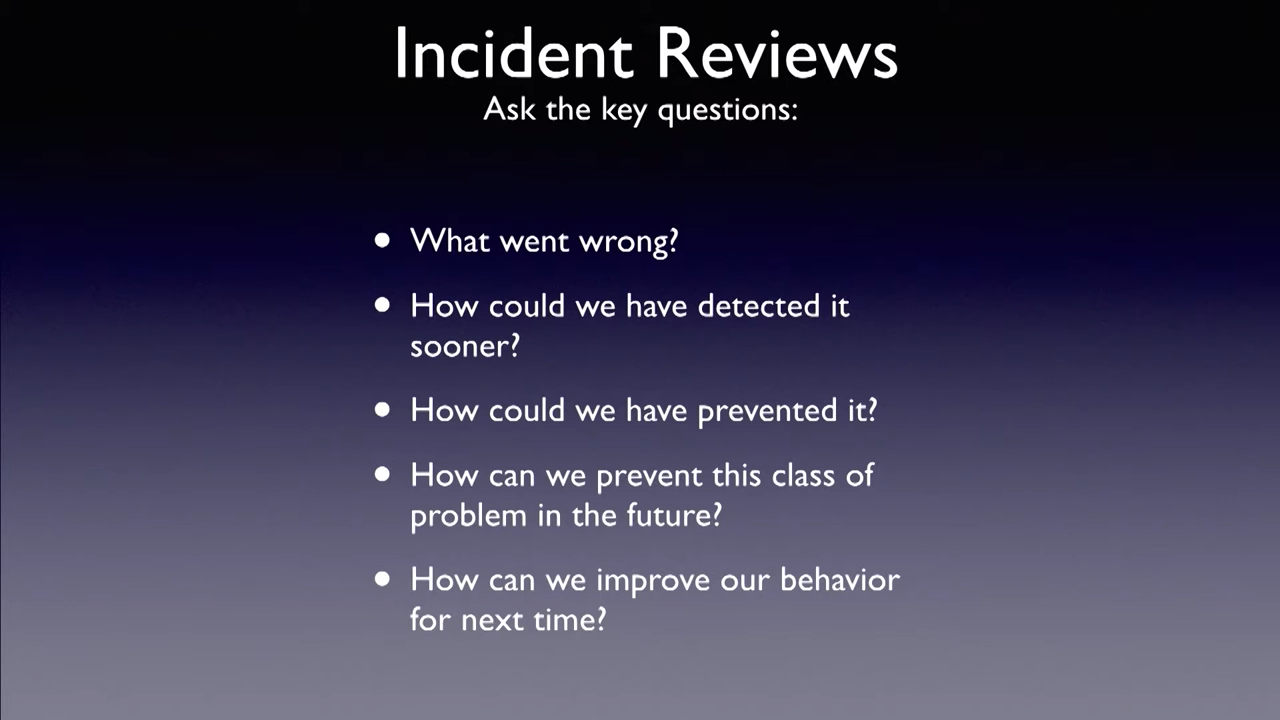 Incident Reviews
Ask the key questions:
• What went wrong?
• How could we have detected it
sooner?
• How could we have prevented it?
• How can we prevent this class of
problem in the future?
• How can we improve our behavior
for next time?